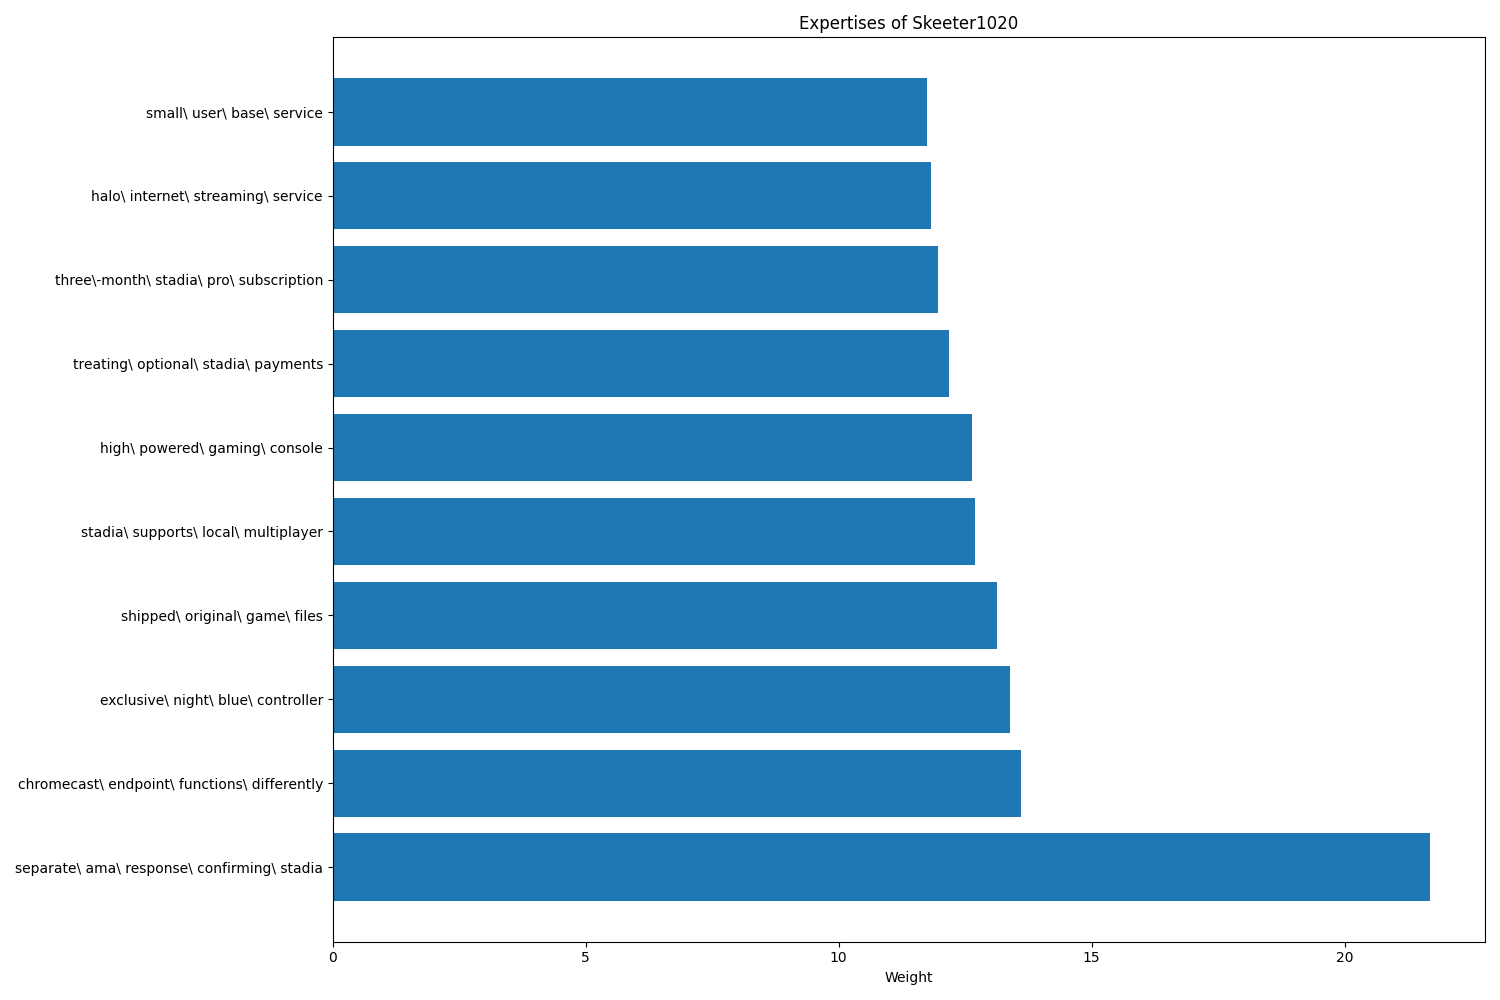 Expertises of Skeeter1020
small\ user\ base\ service
halo\ internet\ streaming\ service
three\-month\ stadia\ pro\ subscription
treating\ optional\ stadia\ payments
high\ powered\ gaming\ console
stadia\ supports\ local\ multiplayer
shipped\ original\ game\ files
exclusive\ night\ blue\ controller
chromecast\ endpoint\ functions\ differently
separate\ ama\ response\ confirming\ stadia
0 5 10 15 20
Weight